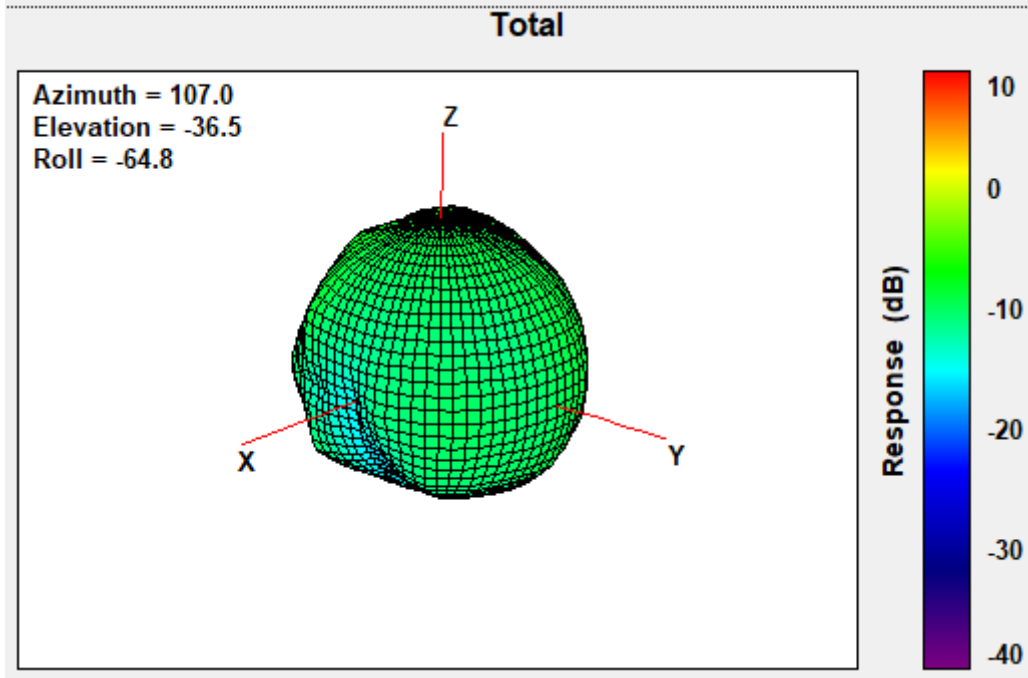 Total
Azimuth = 107.0
Elevation = -36.5
Roll = -64.8
Z
X
Y
10
0
-10
-20
-30
-40
Response (dB)